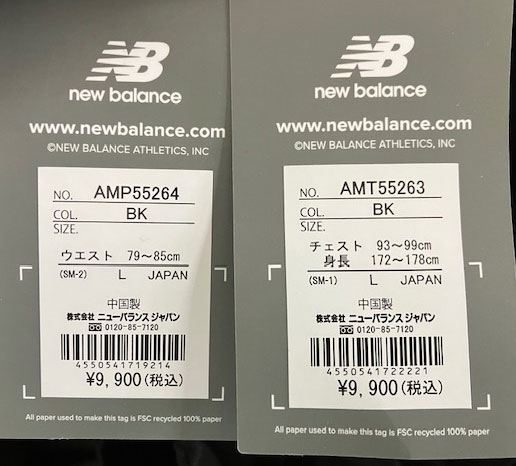 NB
new balance
www.newbalance.com
©NEW BALANCE ATHLETICS, INC
NO. AMP55264
COL. BK
SIZE.
ウエスト 79～85cm
(SM-2) L JAPAN
中国製
株式会社 ニューバランス ジャパン
0120-85-7120
4550541719214
¥9,900(税込)
All paper used to make this tag is FSC recycled 100% paper
NB
new balance
www.newbalance.com
©NEW BALANCE ATHLETICS, INC
NO. AMT55263
COL. BK
SIZE.
チェスト 93～99cm
身長 172～178cm
(SM-1) L JAPAN
中国製
株式会社 ニューバランス ジャパン
0120-85-7120
4550541722221
¥9,900(税込)
All paper used to make this tag is FSC recycled 100% paper